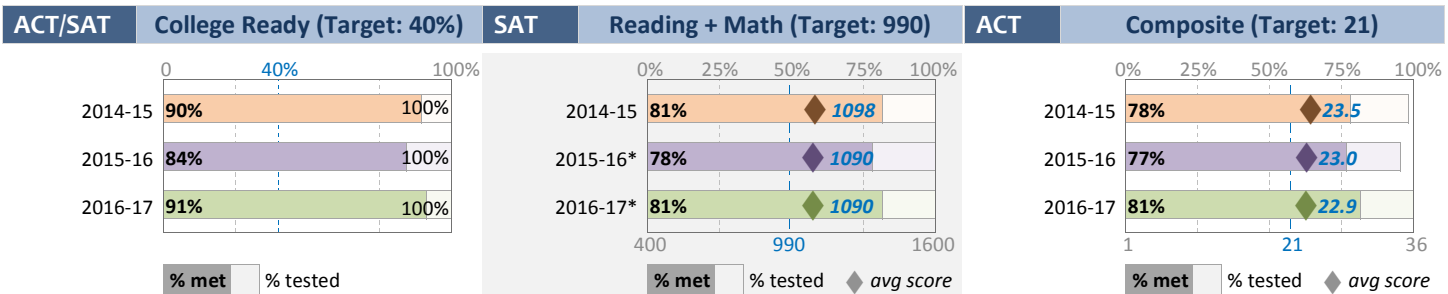 ACT/SAT College Ready (Target: 40%)
0 40% 100%
2014-15 90% 100%
2015-16 84% 100%
2016-17 91% 100%
% met % tested
SAT Reading + Math (Target: 990)
0% 25% 50% 75% 100%
2014-15 81% 1098
2015-16* 78% 1090
2016-17* 81% 1090
400 990 1600
% met % tested avg score
ACT Composite (Target: 21)
0% 25% 50% 75% 100%
2014-15 78% 23.5
2015-16 77% 23.0
2016-17 81% 22.9
1 21 36
% met % tested avg score